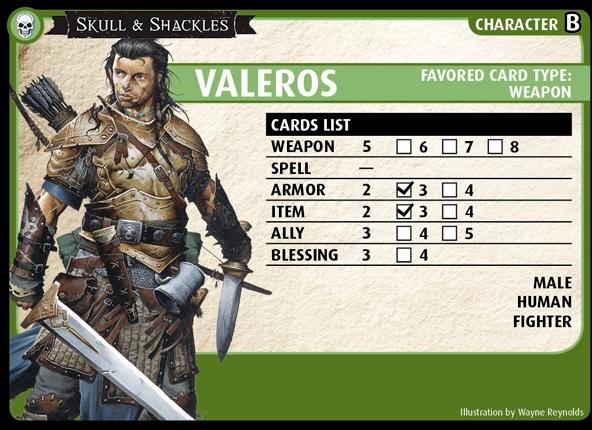 SKULL & SHACKLES
CHARACTER B
VALEROS
FAVORED CARD TYPE:
WEAPON
CARDS LIST
WEAPON 5 ☐ 6 ☐ 7 ☐ 8
SPELL —
ARMOR 2 ☑ 3 ☐ 4
ITEM 2 ☑ 3 ☐ 4
ALLY 3 ☐ 4 ☐ 5
BLESSING 3 ☐ 4
MALE
HUMAN
FIGHTER
Illustration by Wayne Reynolds